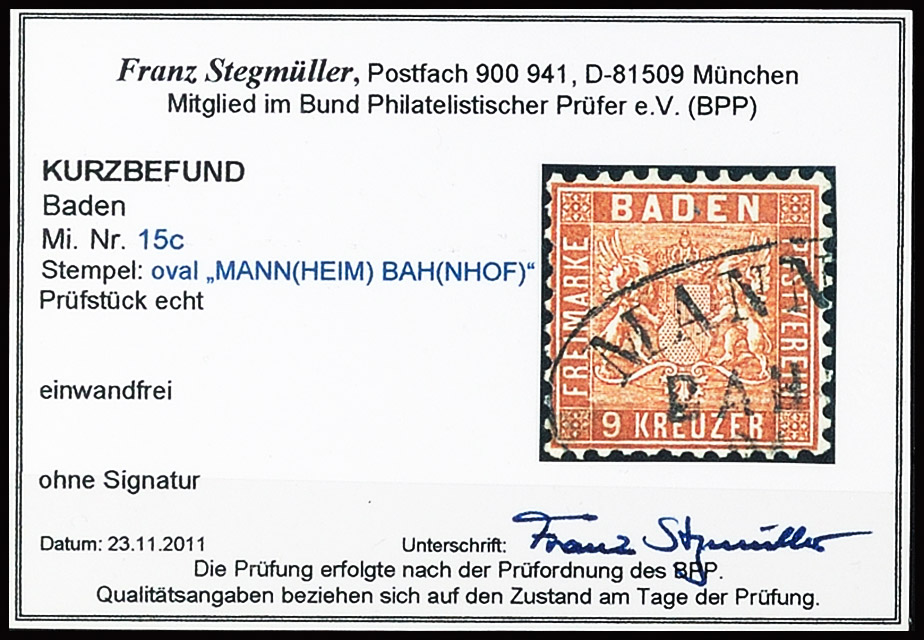 Franz Stegmüller, Postfach 900 941, D-81509 München
Mitglied im Bund Philatelistischer Prüfer e.V. (BPP)
KURZBEFUND
Baden
Mi. Nr. 15c
Stempel: oval „MANN(HEIM) BAH(NHOF)“
Prüfstück echt
einwandfrei
ohne Signatur
BADEN
FREIMARKE
POSTVEREIN
9 KREUZER
MANN
BAH
Datum: 23.11.2011
Unterschrift: Franz Stegmüller
Die Prüfung erfolgte nach der Prüfordnung des BPP.
Qualitätsangaben beziehen sich auf den Zustand am Tage der Prüfung.